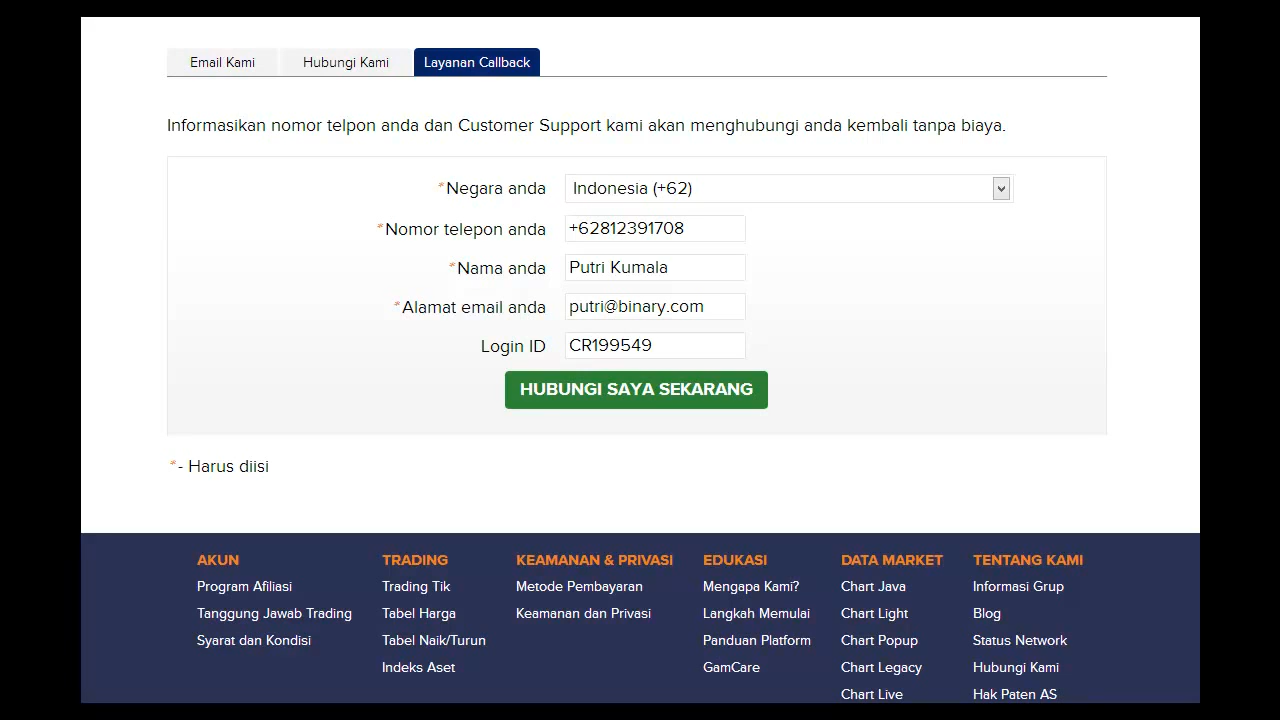 Email Kami Hubungi Kami Layanan Callback
Informasikan nomor telpon anda dan Customer Support kami akan menghubungi anda kembali tanpa biaya.
*Negara anda Indonesia (+62)
*Nomor telepon anda +62812391708
*Nama anda Putri Kumala
*Alamat email anda putri@binary.com
Login ID CR199549
HUBUNGI SAYA SEKARANG
*- Harus diisi
AKUN TRADING KEAMANAN & PRIVASI EDUKASI DATA MARKET TENTANG KAMI
Program Afiliasi Trading Tik Metode Pembayaran Mengapa Kami? Chart Java Informasi Grup
Tanggung Jawab Trading Tabel Harga Keamanan dan Privasi Langkah Memulai Chart Light Blog
Syarat dan Kondisi Tabel Naik/Turun Panduan Platform Chart Popup Status Network
Indeks Aset GamCare Chart Legacy Hubungi Kami
Chart Live Hak Paten AS